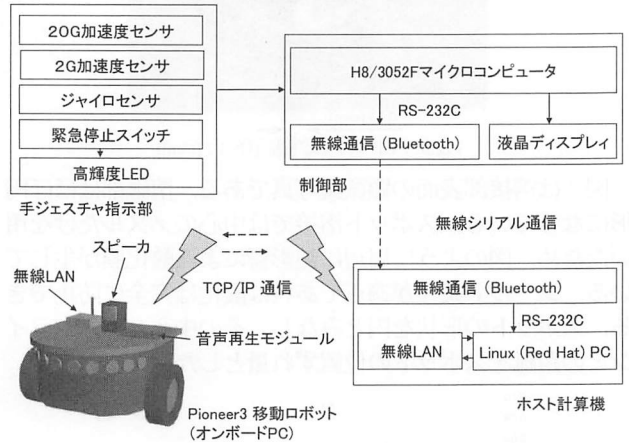 20G加速度センサ
2G加速度センサ
ジャイロセンサ
緊急停止スイッチ
高輝度LED
手ジェスチャ指示部
H8/3052Fマイクロコンピュータ
RS-232C
無線通信 (Bluetooth)
液晶ディスプレィ
制御部
無線シリアル通信
スピーカ
無線LAN
TCP/IP 通信
音声再生モジュール
Pioneer3 移動ロボット
(オンボードPC)
無線通信 (Bluetooth)
RS-232C
無線LAN
Linux (Red Hat) PC
ホスト計算機